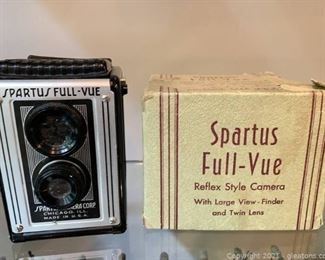 SPARTUS FULL-VUE
SPARTUS CAMERA CORP
CHICAGO, ILL.
MADE IN U.S.A.
Spartus
Full-Vue
Reflex Style Camera
With Large View-Finder
and Twin Lens
Copyright 2021 - gleatons.com